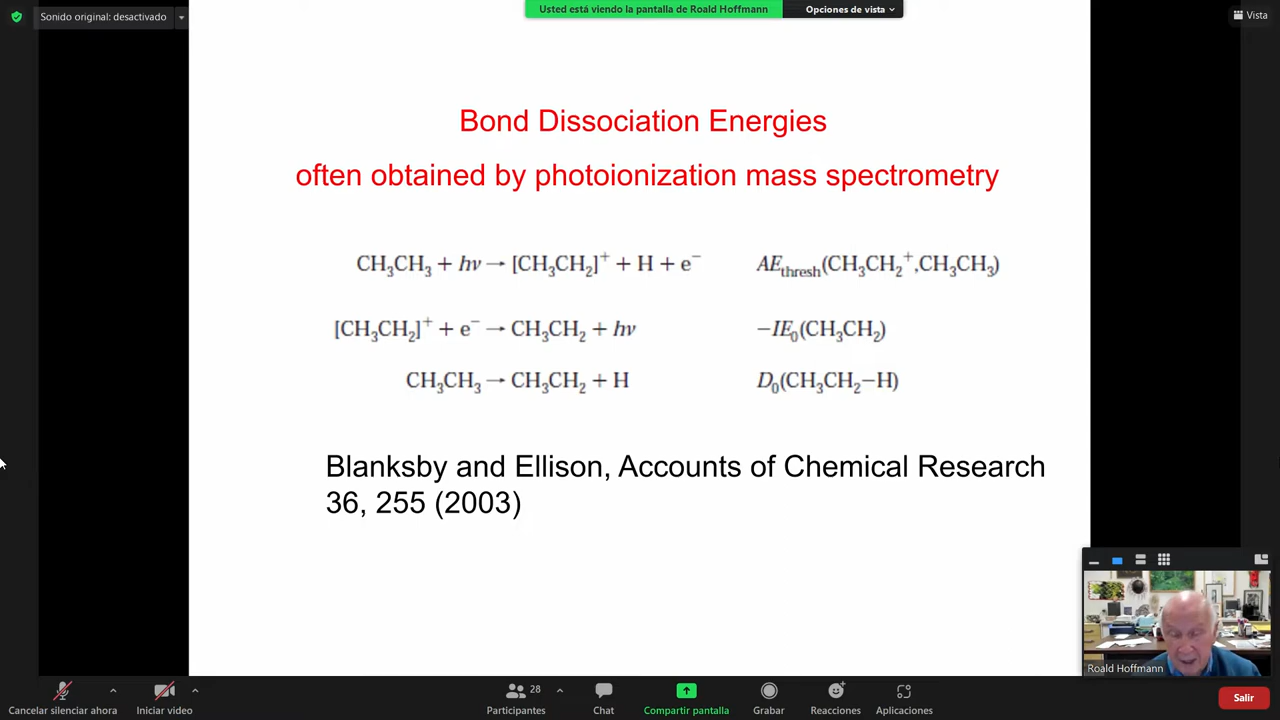 Sonido original: desactivado
Usted está viendo la pantalla de Roald Hoffmann
Opciones de vista
Vista
Bond Dissociation Energies
often obtained by photoionization mass spectrometry
CH₃CH₃ + hν → [CH₃CH₂]⁺ + H + e⁻ AE_thresh(CH₃CH₂⁺,CH₃CH₃)
[CH₃CH₂]⁺ + e⁻ → CH₃CH₂ + hν −IE₀(CH₃CH₂)
CH₃CH₃ → CH₃CH₂ + H D₀(CH₃CH₂−H)
Blanksby and Ellison, Accounts of Chemical Research
36, 255 (2003)
Roald Hoffmann
28
Cancelar silenciar ahora
Iniciar video
Participantes
Chat
Compartir pantalla
Grabar
Reacciones
Aplicaciones
Salir